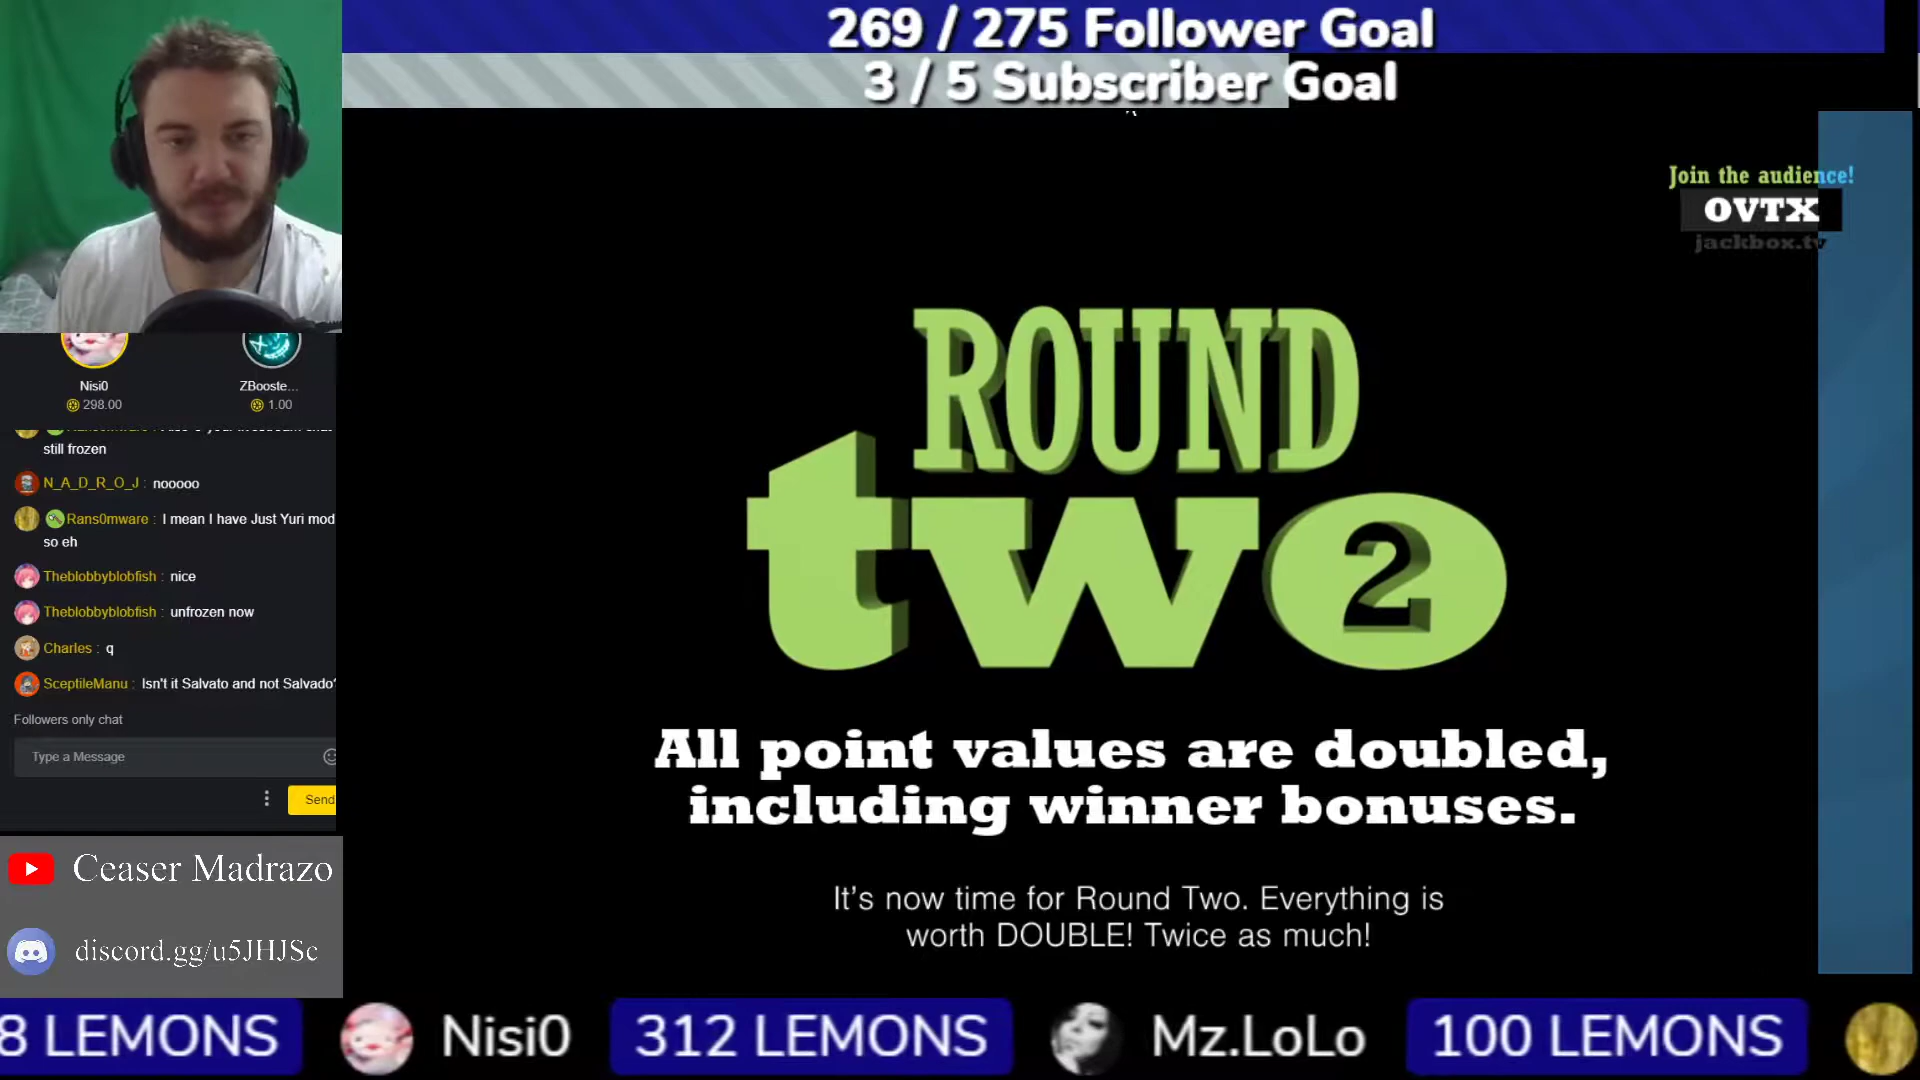 269 / 275 Follower Goal
3 / 5 Subscriber Goal
Join the audience!
OVTX
jackbox.tv
ROUND
two 2
All point values are doubled,
including winner bonuses.
It's now time for Round Two. Everything is
worth DOUBLE! Twice as much!
Nisi0
298.00
ZBooste...
1.00
still frozen
N_A_D_R_O_J : nooooo
Rans0mware : I mean I have Just Yuri mod
so eh
Theblobbyblobfish : nice
Theblobbyblobfish : unfrozen now
Charles : q
SceptileManu : Isn't it Salvato and not Salvado?
Followers only chat
Type a Message
Send
Ceaser Madrazo
discord.gg/u5JHJSc
8 LEMONS
Nisi0
312 LEMONS
Mz.LoLo
100 LEMONS